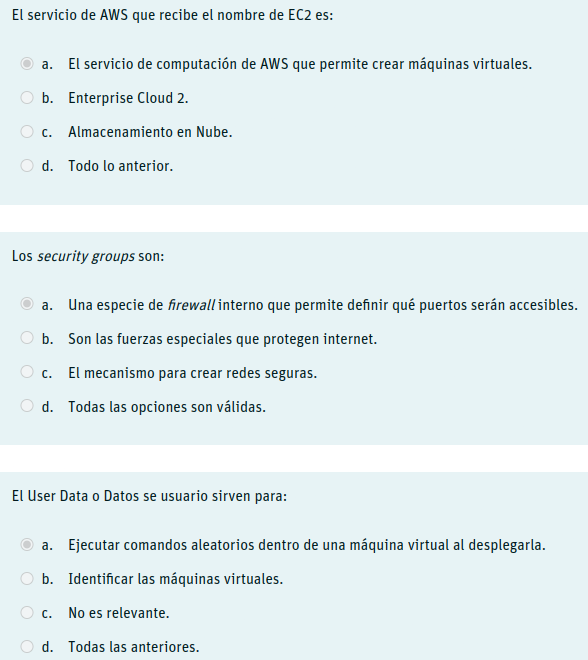 El servicio de AWS que recibe el nombre de EC2 es:
a. El servicio de computación de AWS que permite crear máquinas virtuales.
b. Enterprise Cloud 2.
c. Almacenamiento en Nube.
d. Todo lo anterior.
Los security groups son:
a. Una especie de firewall interno que permite definir qué puertos serán accesibles.
b. Son las fuerzas especiales que protegen internet.
c. El mecanismo para crear redes seguras.
d. Todas las opciones son válidas.
El User Data o Datos se usuario sirven para:
a. Ejecutar comandos aleatorios dentro de una máquina virtual al desplegarla.
b. Identificar las máquinas virtuales.
c. No es relevante.
d. Todas las anteriores.